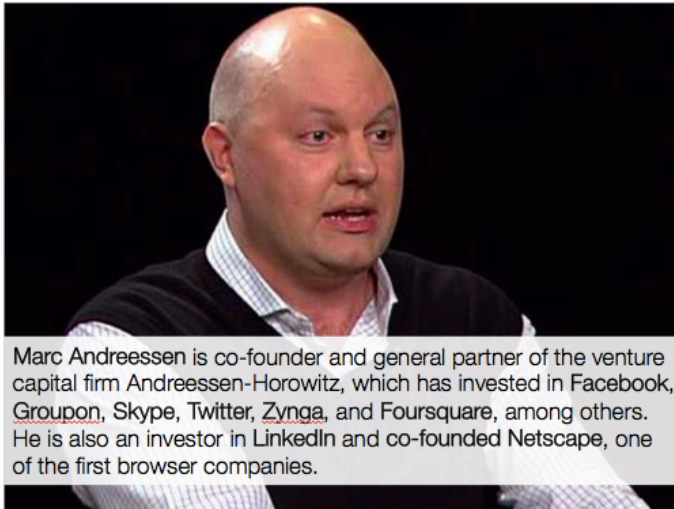 Marc Andreessen is co-founder and general partner of the venture
capital firm Andreessen-Horowitz, which has invested in Facebook,
Groupon, Skype, Twitter, Zynga, and Foursquare, among others.
He is also an investor in LinkedIn and co-founded Netscape, one
of the first browser companies.